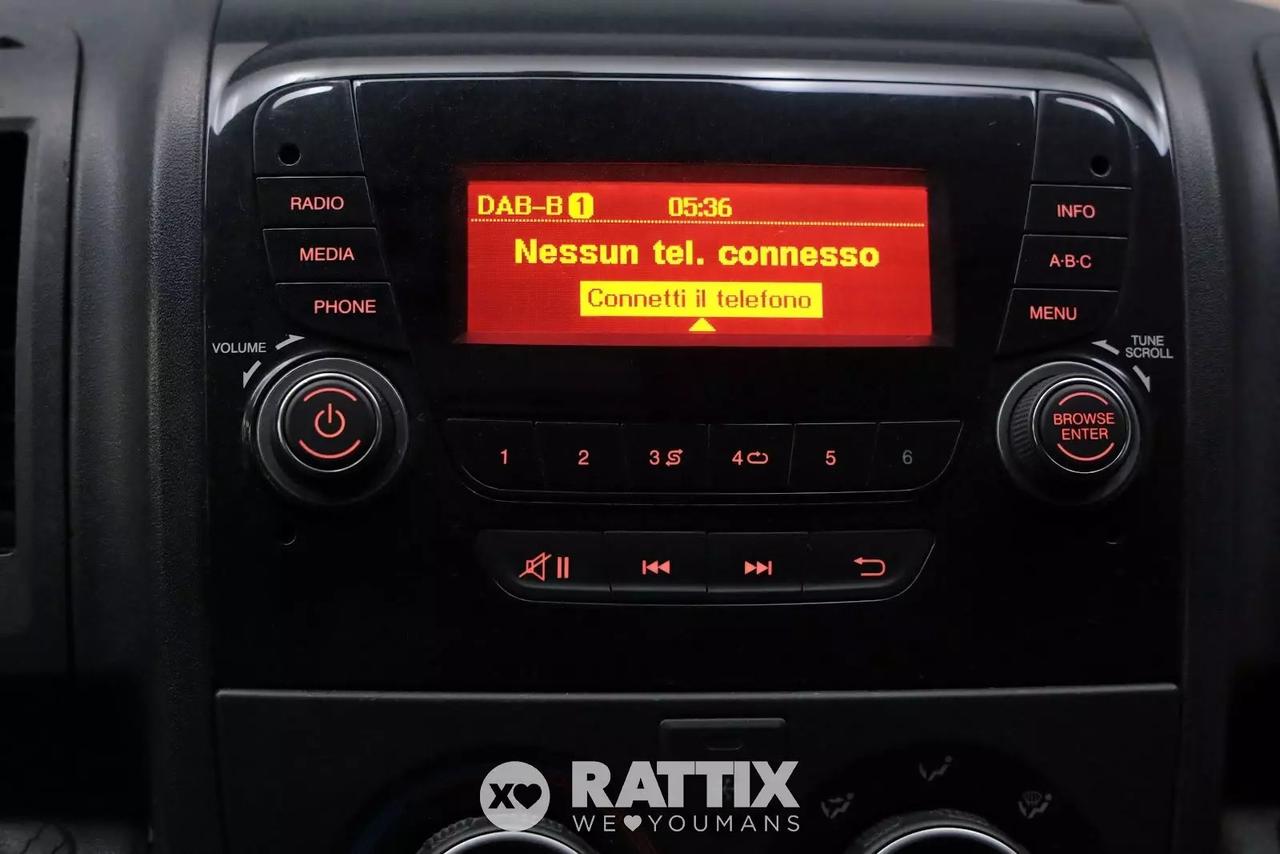 RADIO
MEDIA
PHONE
VOLUME
DAB-B 1 05:36
Nessun tel. connesso
Connetti il telefono
INFO
A·B·C
MENU
TUNE
SCROLL
BROWSE
ENTER
1 2 3 4 5 6
XO
RATTIX
WE♥YOUMANS